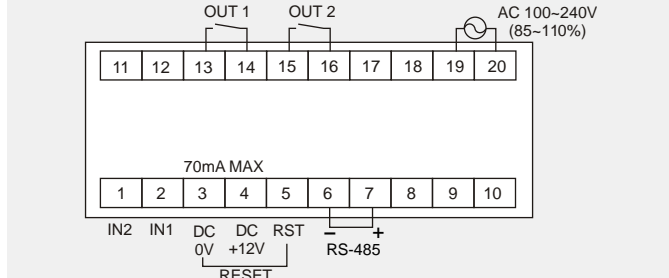 OUT 1 OUT 2 AC 100~240V
(85~110%)
11 12 13 14 15 16 17 18 19 20
70mA MAX
1 2 3 4 5 6 7 8 9 10
IN2 IN1 DC DC RST − +
0V +12V RS-485
RESET